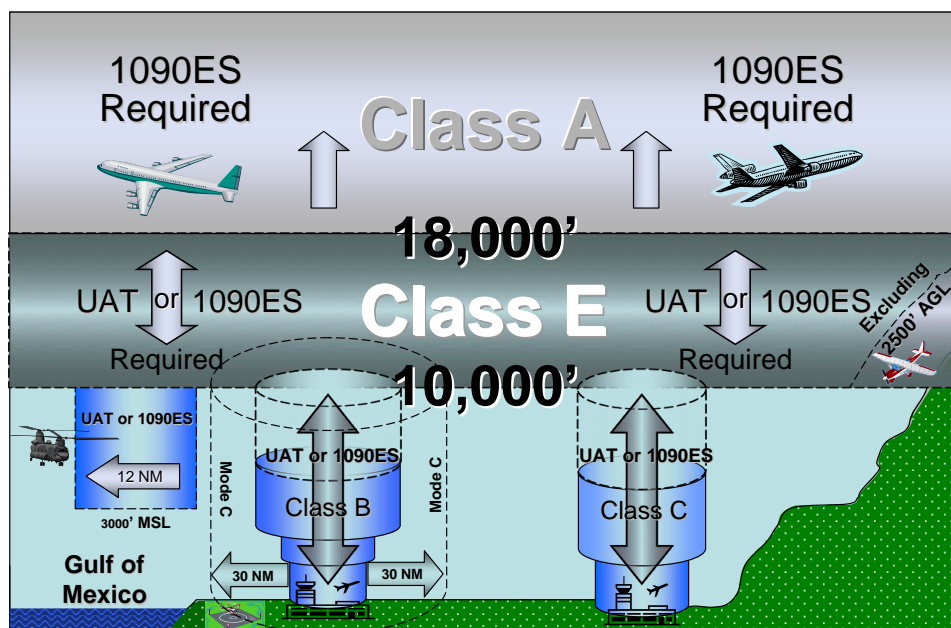 1090ES
Required
1090ES
Required
Class A
18,000’
UAT or 1090ES
Required
Class E
UAT or 1090ES
Required
Excluding
2500’ AGL
10,000’
UAT or 1090ES
12 NM
3000’ MSL
Gulf of
Mexico
Mode C
Mode C
UAT or 1090ES
Class B
30 NM
30 NM
UAT or 1090ES
Class C